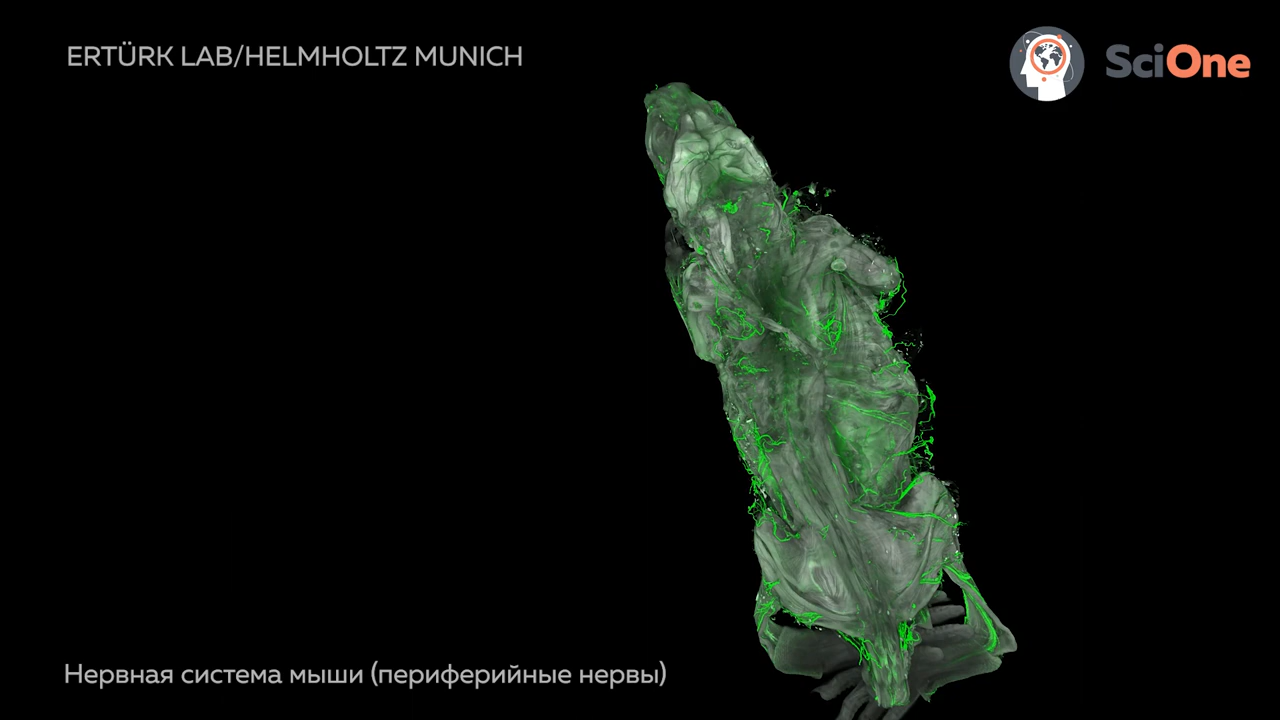 ERTÜRK LAB/HELMHOLTZ MUNICH
SciOne
Нервная система мыши (периферийные нервы)